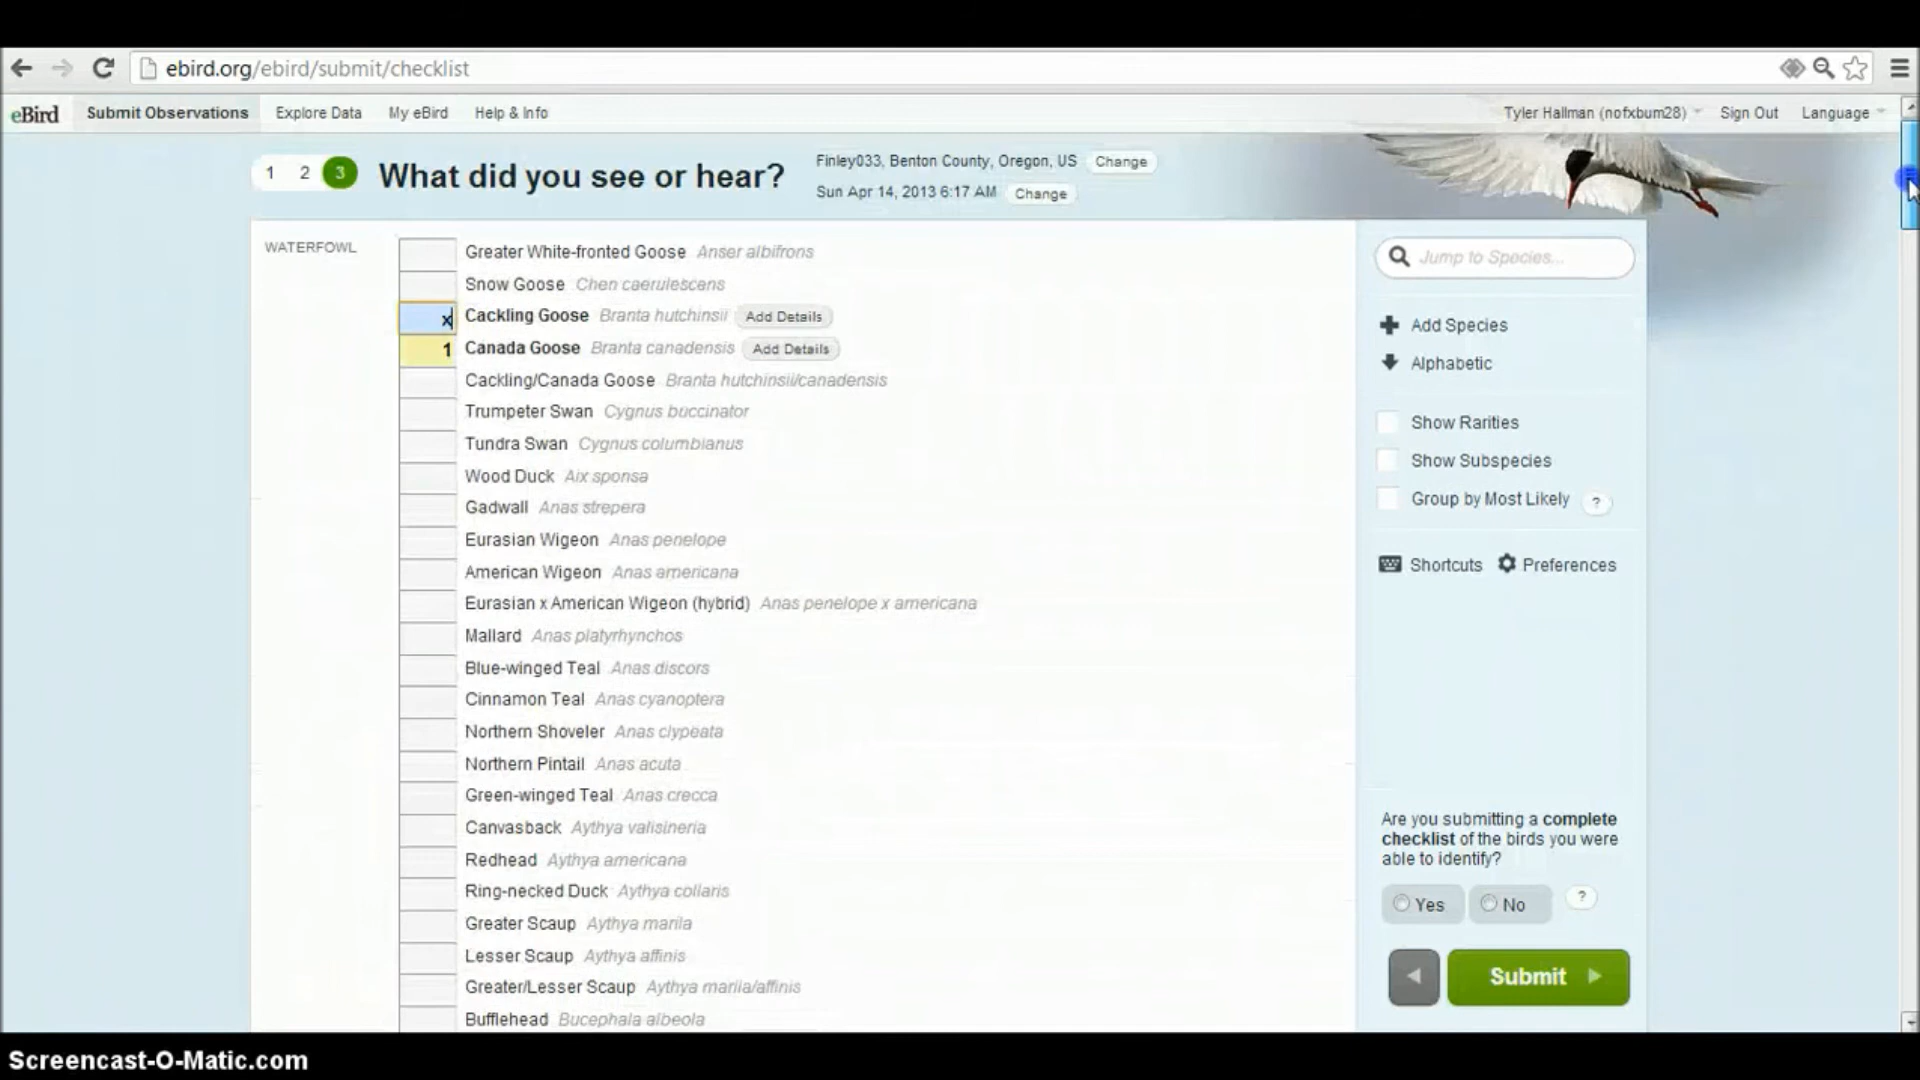 ebird.org/ebird/submit/checklist
eBird Submit Observations Explore Data My eBird Help & Info Tyler Hallman (nofxbum28) Sign Out Language
1 2 3 What did you see or hear?
Finley033, Benton County, Oregon, US Change
Sun Apr 14, 2013 6:17 AM Change
WATERFOWL
Greater White-fronted Goose Anser albifrons
Snow Goose Chen caerulescens
x Cackling Goose Branta hutchinsii Add Details
1 Canada Goose Branta canadensis Add Details
Cackling/Canada Goose Branta hutchinsii/canadensis
Trumpeter Swan Cygnus buccinator
Tundra Swan Cygnus columbianus
Wood Duck Aix sponsa
Gadwall Anas strepera
Eurasian Wigeon Anas penelope
American Wigeon Anas americana
Eurasian x American Wigeon (hybrid) Anas penelope x americana
Mallard Anas platyrhynchos
Blue-winged Teal Anas discors
Cinnamon Teal Anas cyanoptera
Northern Shoveler Anas clypeata
Northern Pintail Anas acuta
Green-winged Teal Anas crecca
Canvasback Aythya valisineria
Redhead Aythya americana
Ring-necked Duck Aythya collaris
Greater Scaup Aythya marila
Lesser Scaup Aythya affinis
Greater/Lesser Scaup Aythya marila/affinis
Bufflehead Bucephala albeola
Jump to Species...
Add Species
Alphabetic
Show Rarities
Show Subspecies
Group by Most Likely ?
Shortcuts Preferences
Are you submitting a complete
checklist of the birds you were
able to identify?
Yes No ?
Submit
Screencast-O-Matic.com